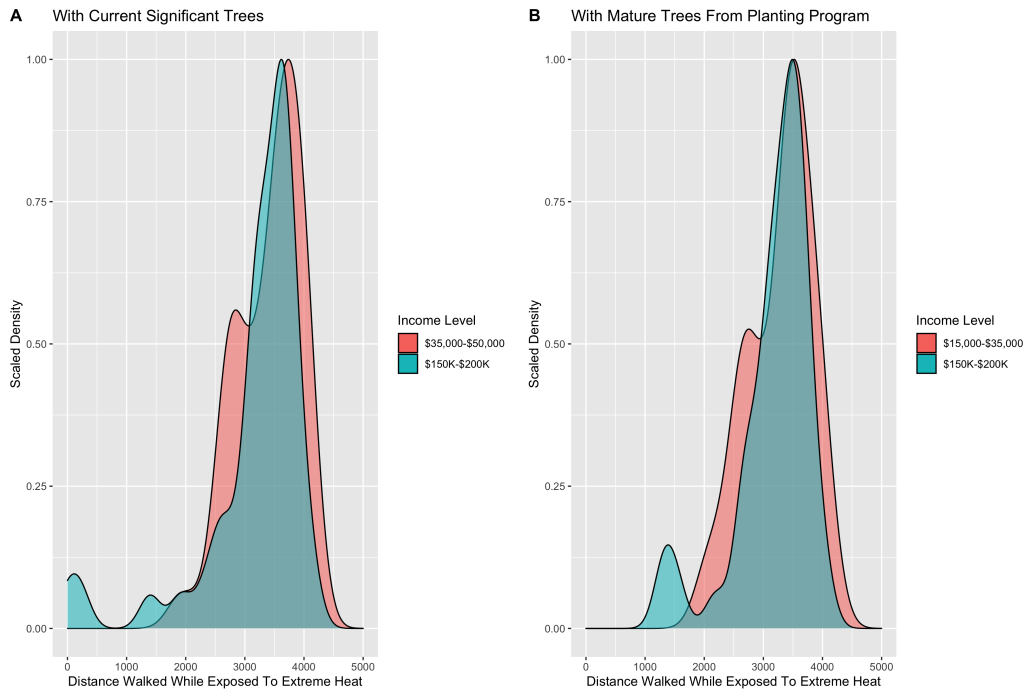 A
With Current Significant Trees
1.00
0.75
0.50
0.25
0.00
Scaled Density
0
1000
2000
3000
4000
5000
Distance Walked While Exposed To Extreme Heat
Income Level
$35,000-$50,000
$150K-$200K
B
With Mature Trees From Planting Program
1.00
0.75
0.50
0.25
0.00
Scaled Density
0
1000
2000
3000
4000
5000
Distance Walked While Exposed To Extreme Heat
Income Level
$15,000-$35,000
$150K-$200K